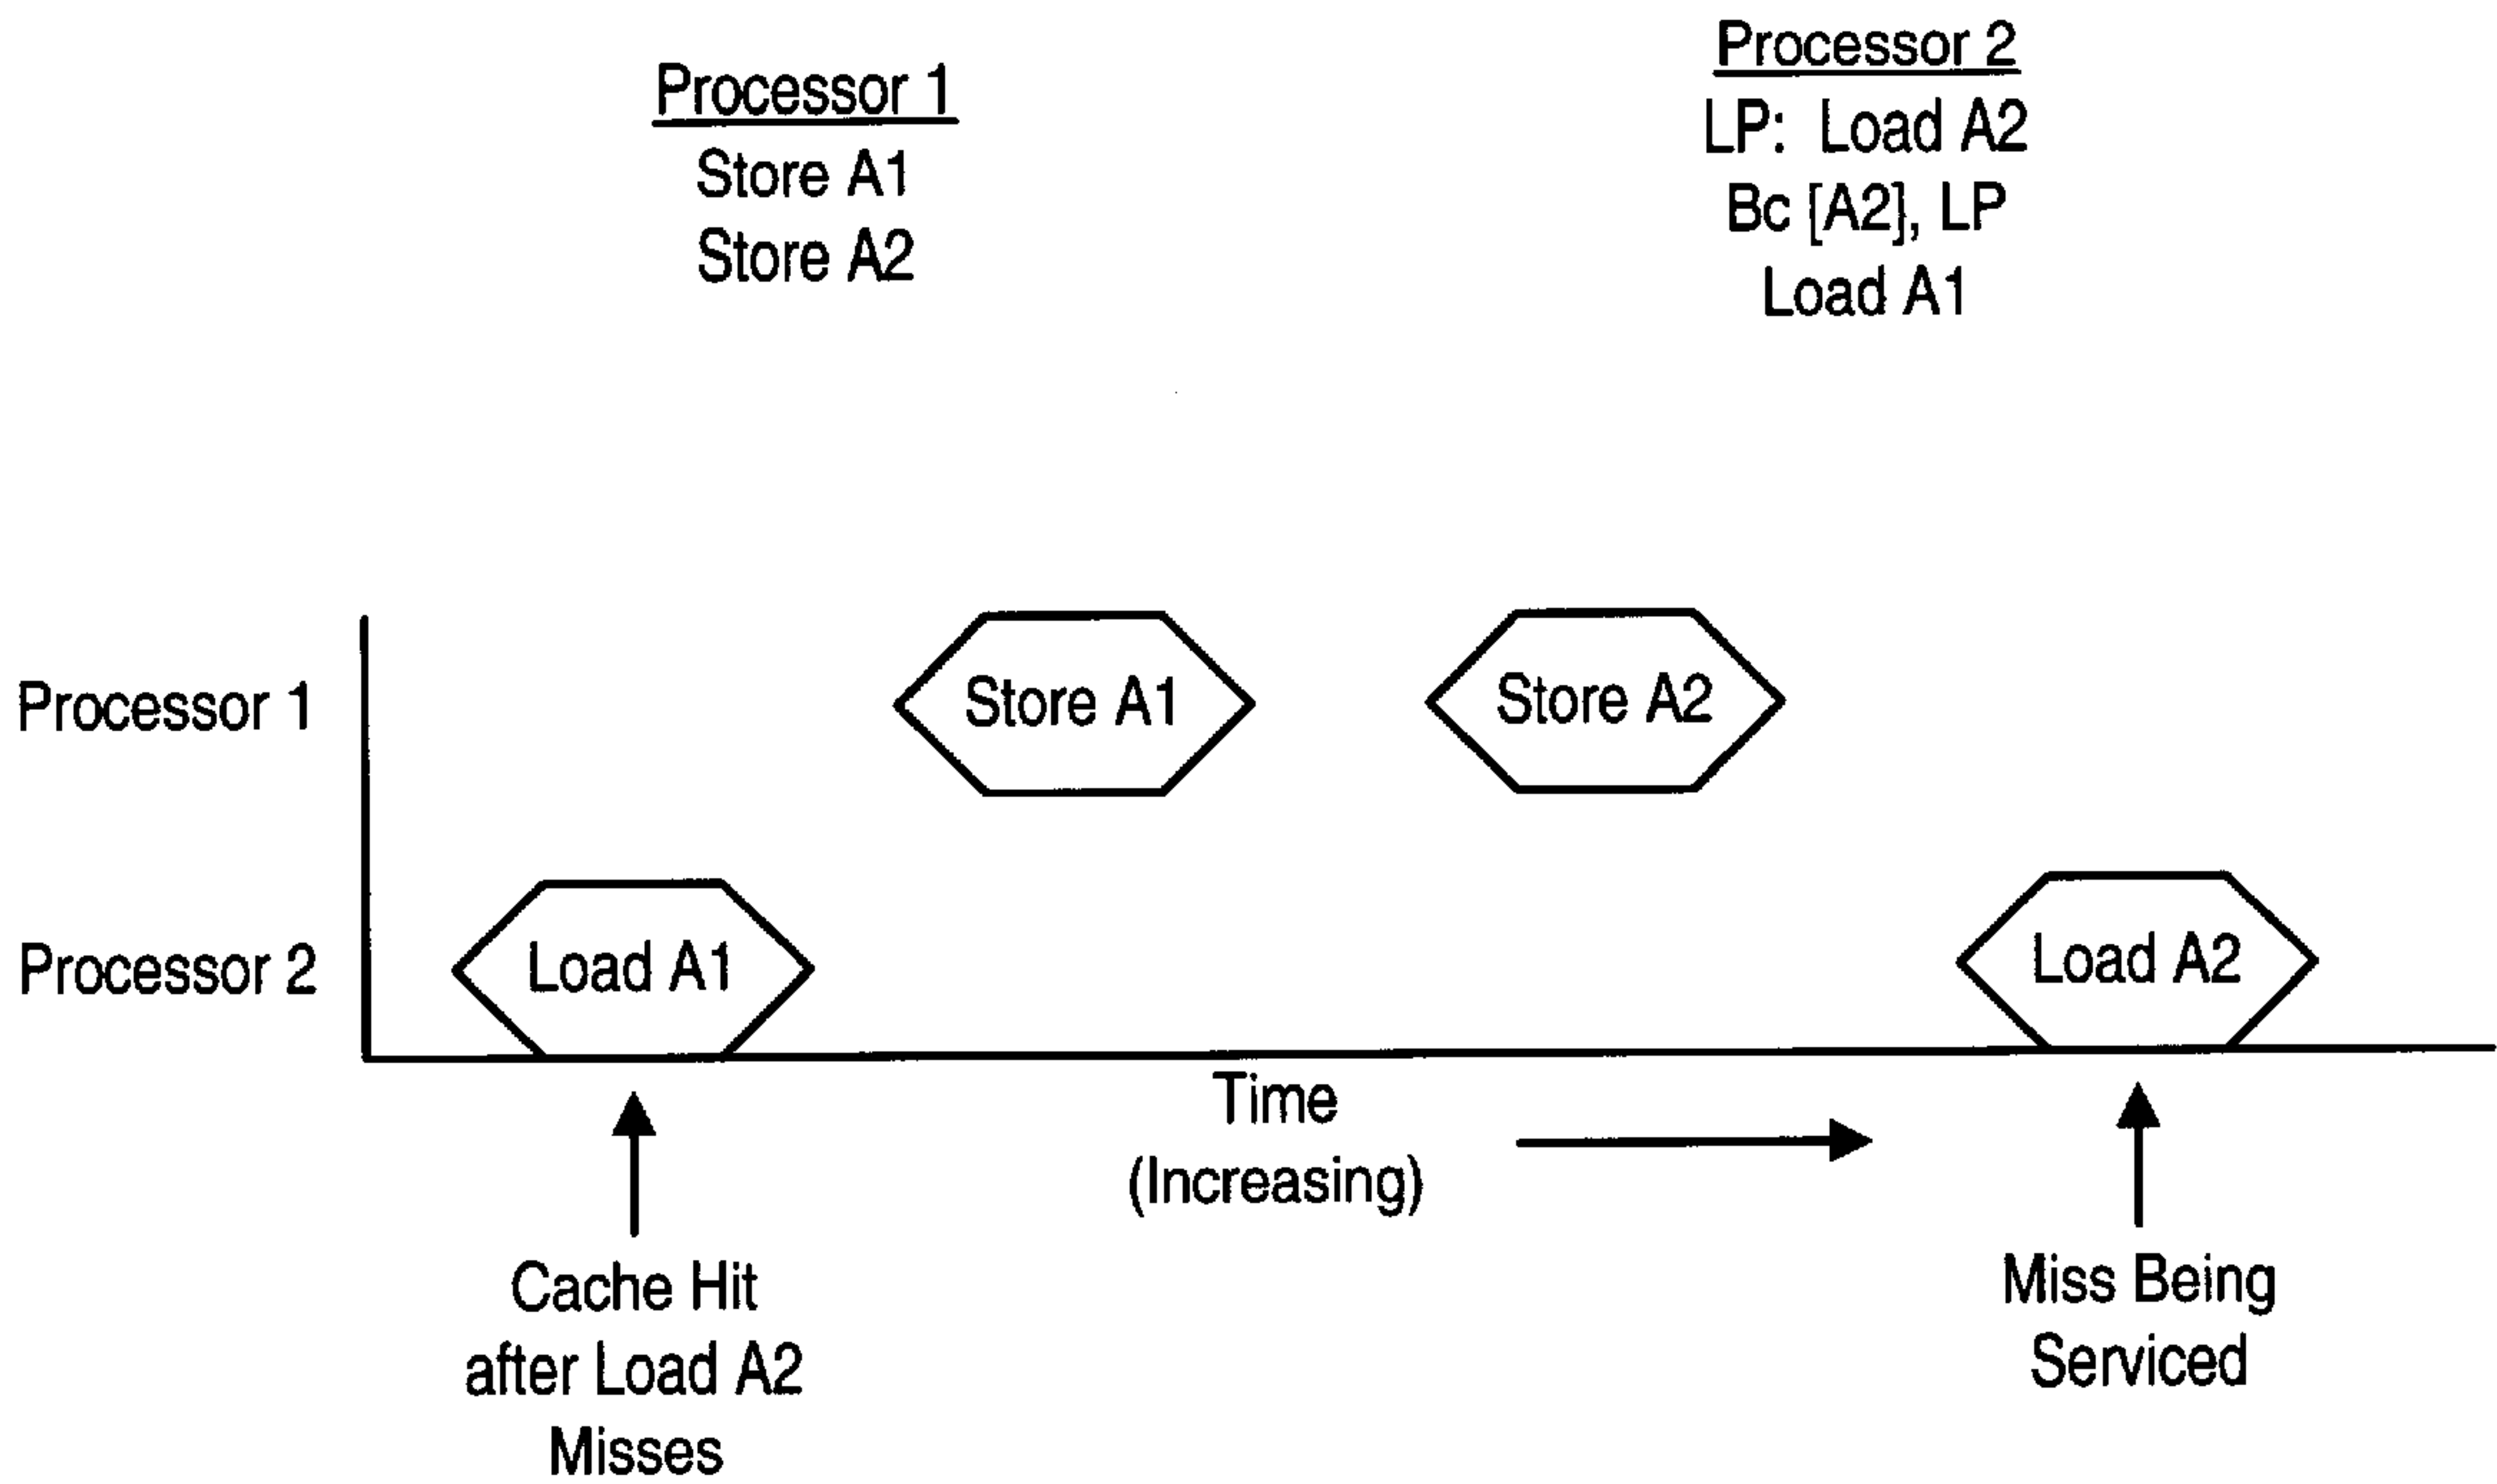 Processor 1
Store A1
Store A2
Processor 2
LP: Load A2
Bc [A2], LP
Load A1
Processor 1
Store A1
Store A2
Processor 2
Load A1
Load A2
Time
(Increasing)
Cache Hit
after Load A2
Misses
Miss Being
Serviced